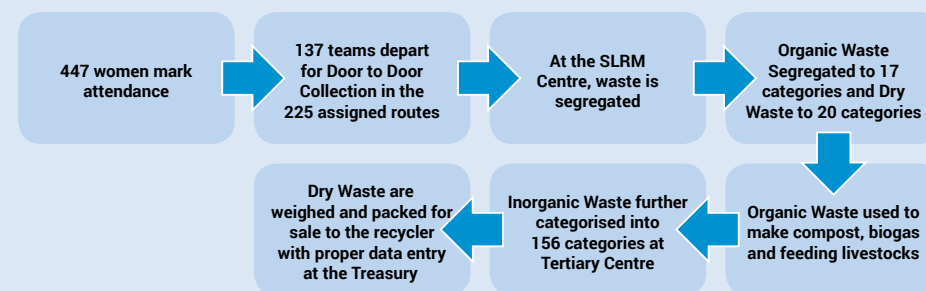 447 women mark
attendance
137 teams depart
for Door to Door
Collection in the
225 assigned routes
At the SLRM
Centre, waste is
segregated
Organic Waste
Segregated to 17
categories and Dry
Waste to 20 categories
Organic Waste used to
make compost, biogas
and feeding livestocks
Inorganic Waste further
categorised into
156 categories at
Tertiary Centre
Dry Waste are
weighed and packed for
sale to the recycler
with proper data entry
at the Treasury